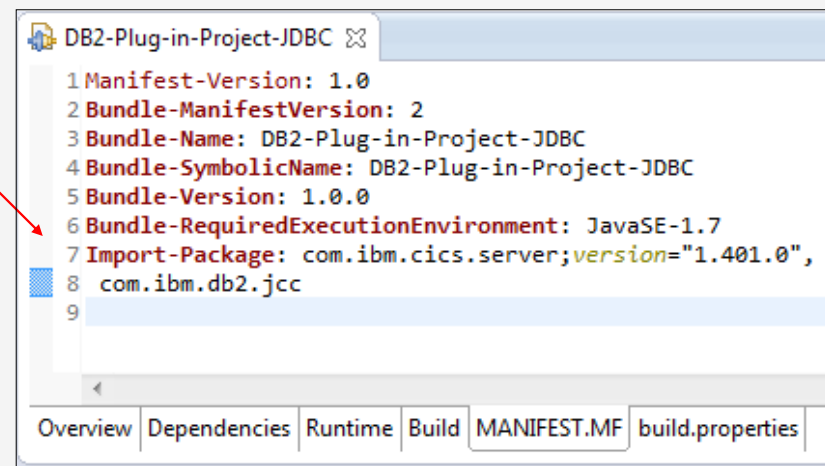 DB2-Plug-in-Project-JDBC
1 Manifest-Version: 1.0
2 Bundle-ManifestVersion: 2
3 Bundle-Name: DB2-Plug-in-Project-JDBC
4 Bundle-SymbolicName: DB2-Plug-in-Project-JDBC
5 Bundle-Version: 1.0.0
6 Bundle-RequiredExecutionEnvironment: JavaSE-1.7
7 Import-Package: com.ibm.cics.server;version="1.401.0",
8  com.ibm.db2.jcc
9
Overview Dependencies Runtime Build MANIFEST.MF build.properties